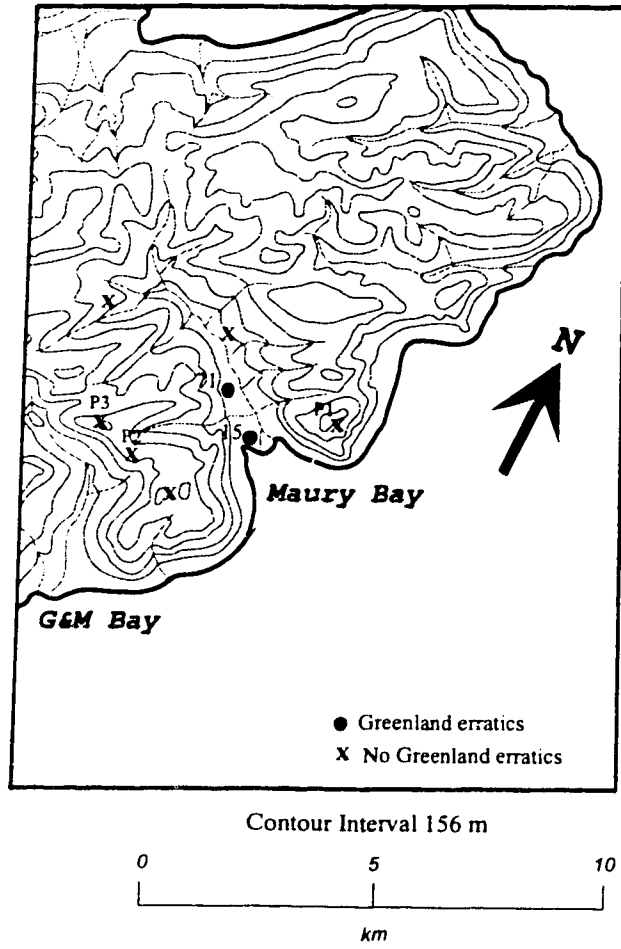 N
21
P3
P1
P2
15
Maury Bay
G&M Bay
● Greenland erratics
X No Greenland erratics
Contour Interval 156 m
0 5 10
km